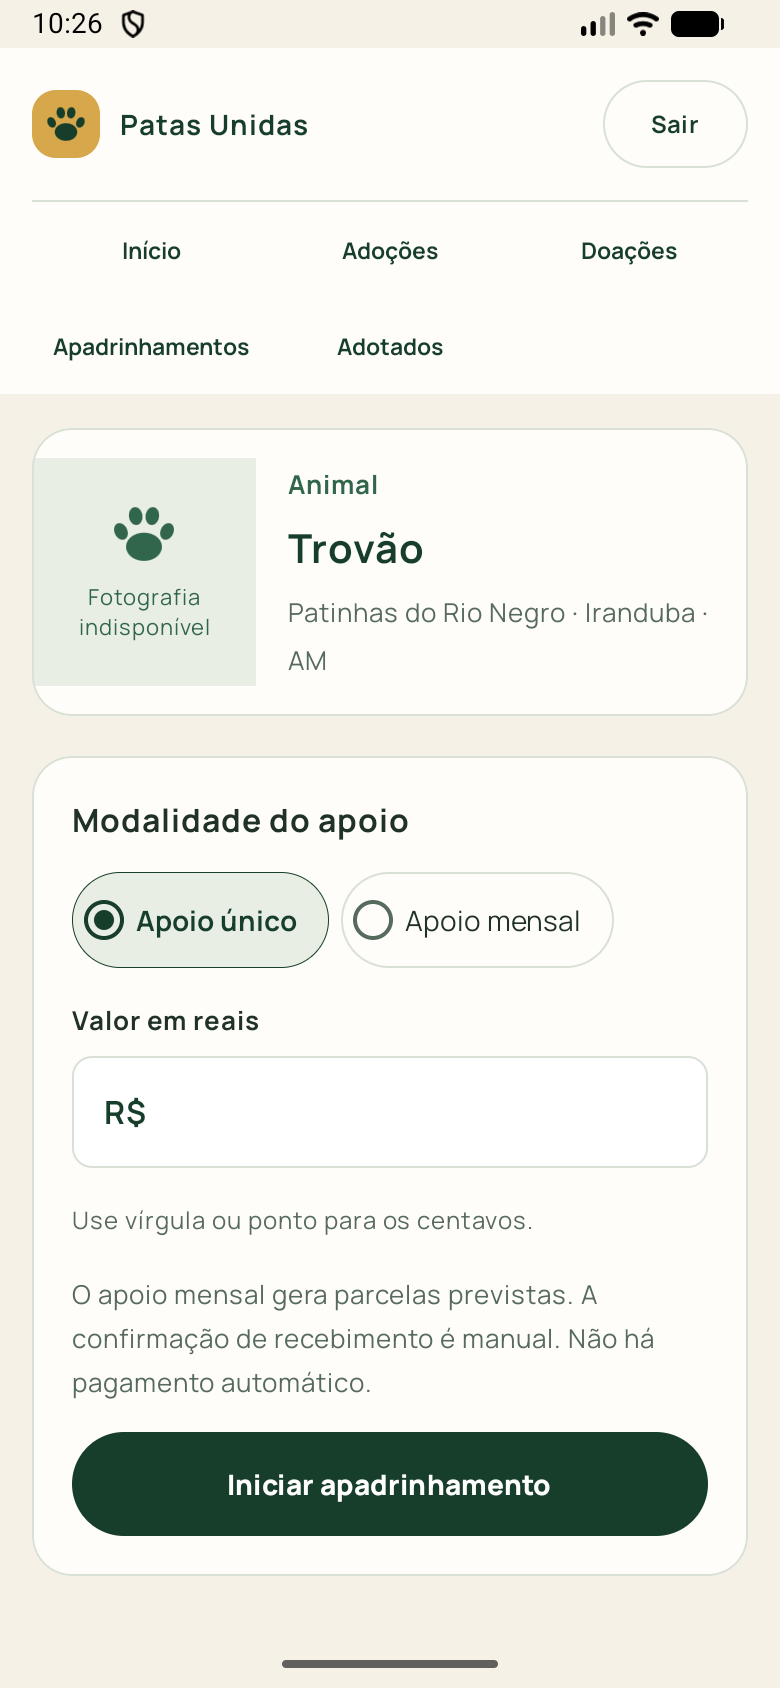 10:26
Patas Unidas
Sair
Início
Adoções
Doações
Apadrinhamentos
Adotados
Fotografia
indisponível
Animal
Trovão
Patinhas do Rio Negro · Iranduba ·
AM
Modalidade do apoio
Apoio único
Apoio mensal
Valor em reais
R$
Use vírgula ou ponto para os centavos.
O apoio mensal gera parcelas previstas. A
confirmação de recebimento é manual. Não há
pagamento automático.
Iniciar apadrinhamento